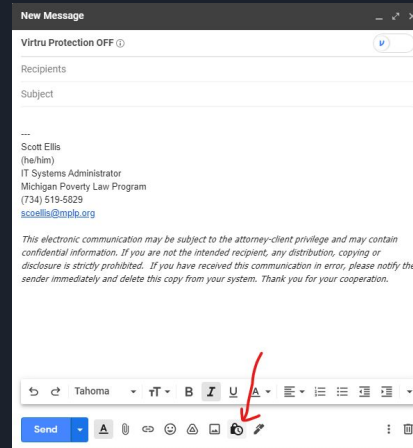 New Message
Virtru Protection OFF
Recipients
Subject
---
Scott Ellis
(he/him)
IT Systems Administrator
Michigan Poverty Law Program
(734) 519-5829
scoellis@mplp.org
This electronic communication may be subject to the attorney-client privilege and may contain
confidential information. If you are not the intended recipient, any distribution, copying or
disclosure is strictly prohibited.  If you have received this communication in error, please notify the
sender immediately and delete this copy from your system. Thank you for your cooperation.
Tahoma
Send